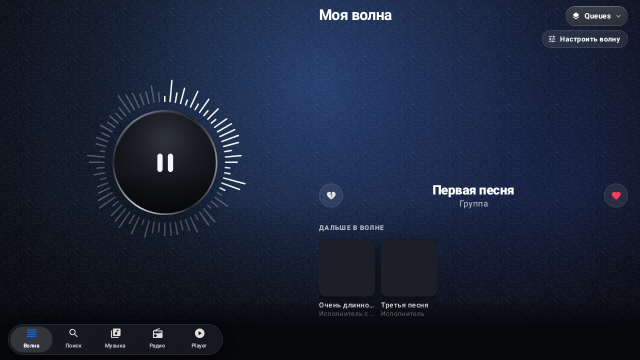 Моя волна
Queues
Настроить волну
Первая песня
Группа
ДАЛЬШЕ В ВОЛНЕ
Очень длинно... Третья песня
Исполнитель с ... Исполнитель
Волна Поиск Музыка Радио Player